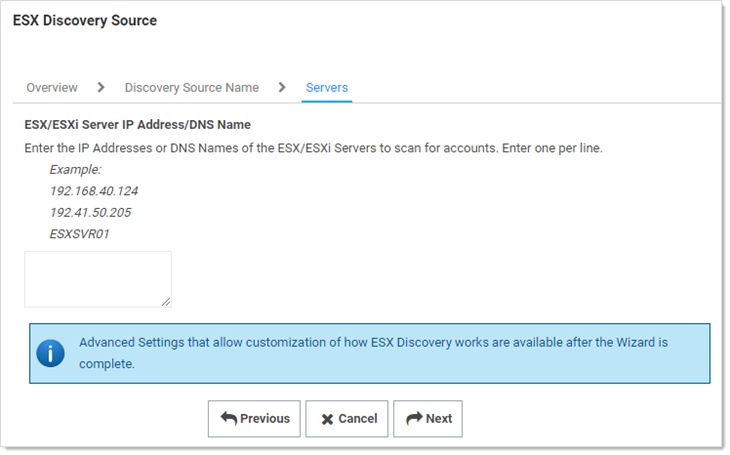 ESX Discovery Source
Overview > Discovery Source Name > Servers
ESX/ESXi Server IP Address/DNS Name
Enter the IP Addresses or DNS Names of the ESX/ESXi Servers to scan for accounts. Enter one per line.
Example:
192.168.40.124
192.41.50.205
ESXSVR01
Advanced Settings that allow customization of how ESX Discovery works are available after the Wizard is
complete.
Previous Cancel Next